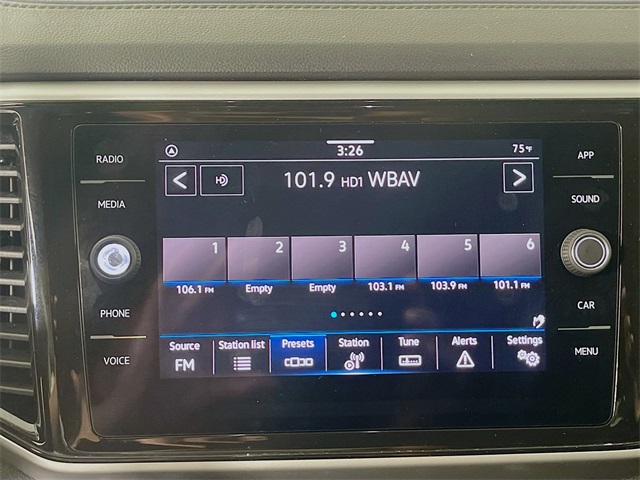 RADIO
MEDIA
PHONE
VOICE
3:26
75°F
101.9 HD1 WBAV
1 2 3 4 5 6
106.1 FM Empty Empty 103.1 FM 103.9 FM 101.1 FM
Source Station list Presets Station Tune Alerts Settings
FM
APP
SOUND
CAR
MENU